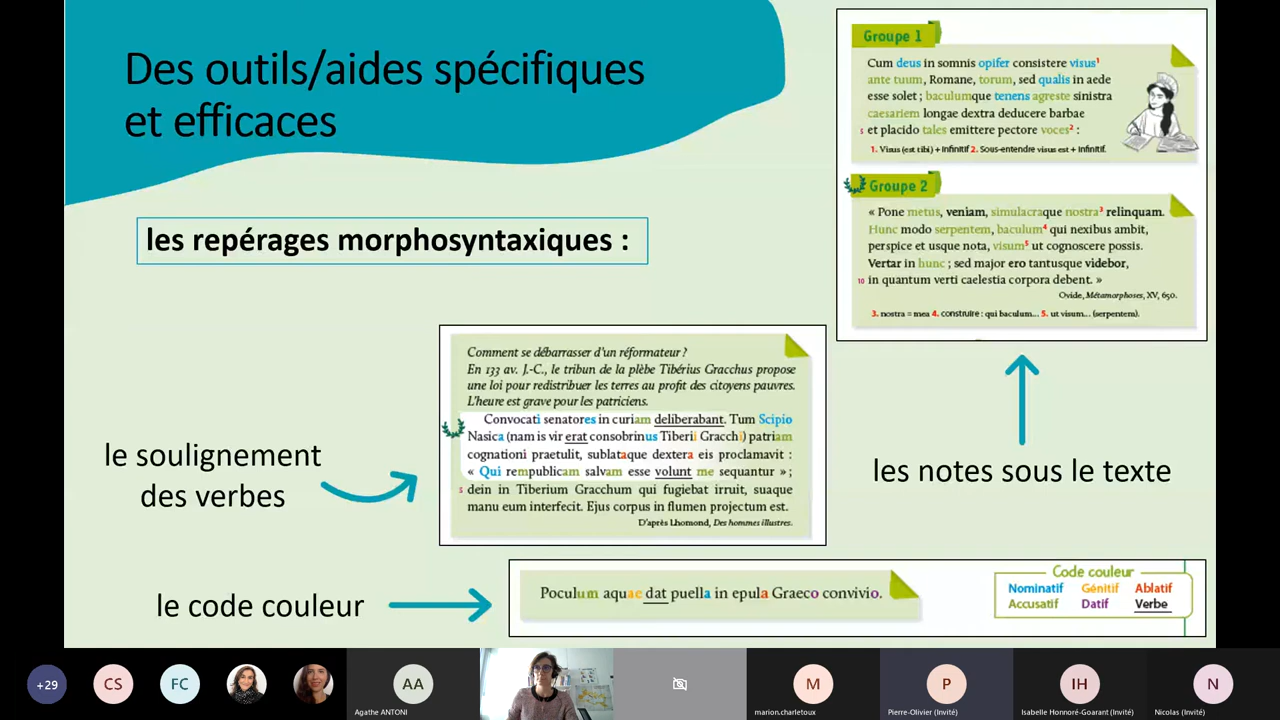 Des outils/aides spécifiques
et efficaces
les repérages morphosyntaxiques :
Groupe 1
Cum deus in somnis opifer consistere visus¹
ante tuum, Romane, torum, sed qualis in aede
esse solet ; baculumque tenens agreste sinistra
caesariem longae dextra deducere barbae
5 et placido tales emittere pectore voces² :
1. Visus (est tibi) + infinitif 2. Sous-entendre visus est + infinitif.
Groupe 2
« Pone metus, veniam, simulacraque nostra³ relinquam.
Hunc modo serpentem, baculum⁴ qui nexibus ambit,
perspice et usque nota, visum⁵ ut cognoscere possis.
Vertar in hunc ; sed major ero tantusque videbor,
10 in quantum verti caelestia corpora debent. »
Ovide, Métamorphoses, XV, 650.
3. nostra = mea 4. construire : qui baculum... 5. ut visum... (serpentem).
Comment se débarrasser d'un réformateur ?
En 133 av. J.-C., le tribun de la plèbe Tibérius Gracchus propose
une loi pour redistribuer les terres au profit des citoyens pauvres.
L'heure est grave pour les patriciens.
Convocati senatores in curiam deliberabant. Tum Scipio
Nasica (nam is vir erat consobrinus Tiberii Gracchi) patriam
cognationi praetulit, sublataque dextera eis proclamavit :
« Qui rempublicam salvam esse volunt me sequantur » ;
5 dein in Tiberium Gracchum qui fugiebat irruit, suaque
manu eum interfecit. Ejus corpus in flumen projectum est.
D'après Lhomond, Des hommes illustres.
le soulignement
des verbes
les notes sous le texte
le code couleur
Poculum aquae dat puella in epula Graeco convivio.
Code couleur
Nominatif Génitif Ablatif
Accusatif Datif Verbe
+29
CS
FC
AA
Agathe ANTONI
M
marion.charletoux
P
Pierre-Olivier (Invité)
IH
Isabelle Honnoré-Goarant (Invité)
N
Nicolas (Invité)